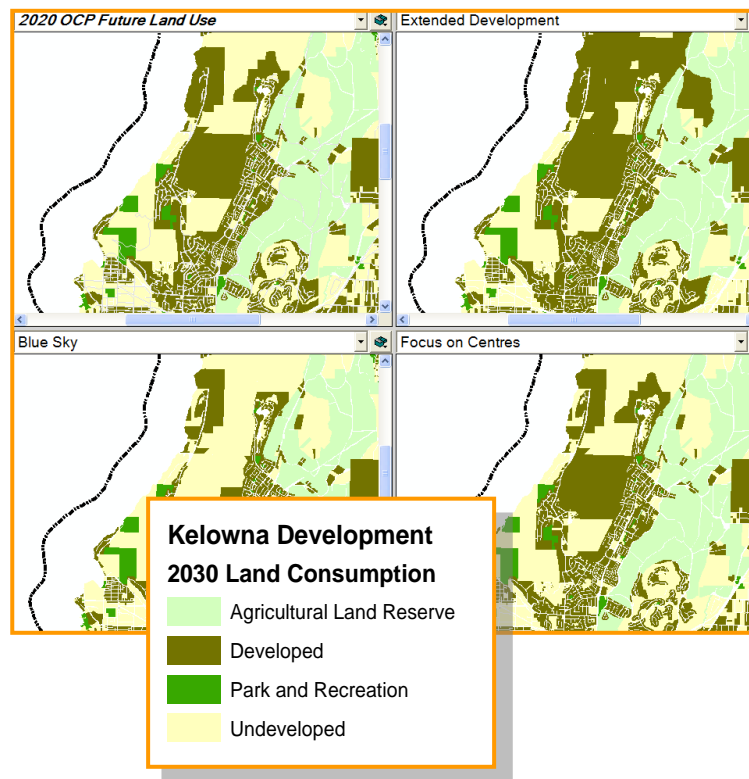 2020 OCP Future Land Use
Extended Development
Blue Sky
Focus on Centres
Kelowna Development
2030 Land Consumption
Agricultural Land Reserve
Developed
Park and Recreation
Undeveloped